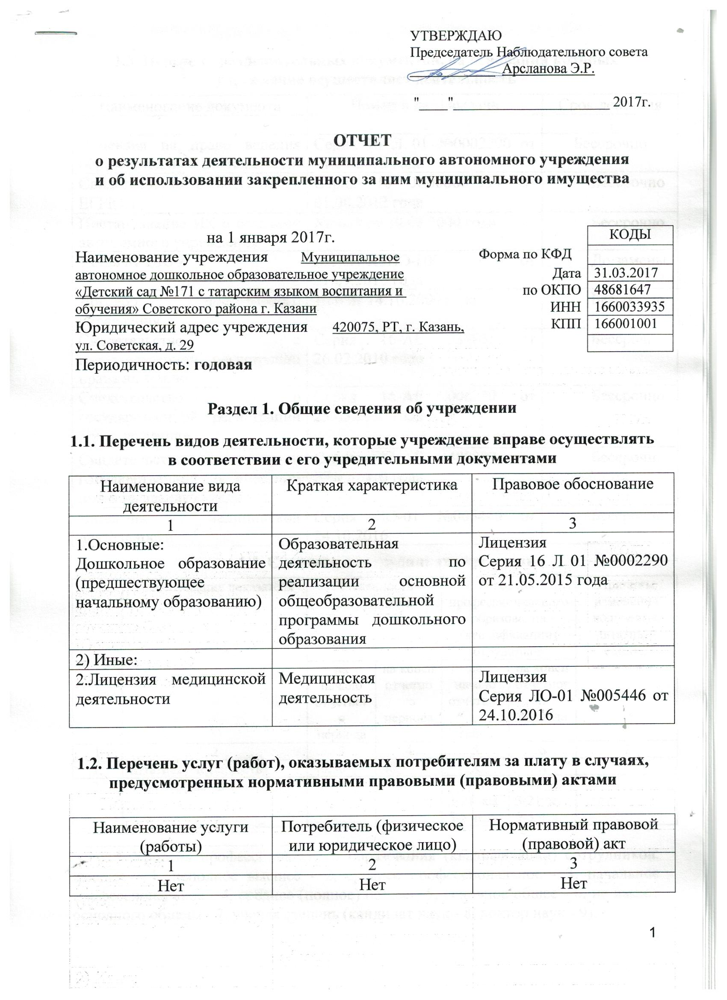 УТВЕРЖДАЮ
Председатель Наблюдательного совета
Арсланова Э.Р.
"____"______________________ 2017г.
ОТЧЕТ
о результатах деятельности муниципального автономного учреждения
и об использовании закрепленного за ним муниципального имущества
КОДЫ
на 1 января 2017г.
Наименование учреждения Муниципальное Форма по КФД
автономное дошкольное образовательное учреждение Дата 31.03.2017
«Детский сад №171 с татарским языком воспитания и по ОКПО 48681647
обучения» Советского района г. Казани ИНН 1660033935
Юридический адрес учреждения 420075, РТ, г. Казань, КПП 166001001
ул. Советская, д. 29
Периодичность: годовая
Раздел 1. Общие сведения об учреждении
1.1. Перечень видов деятельности, которые учреждение вправе осуществлять
в соответствии с его учредительными документами
Наименование вида
деятельности
Краткая характеристика
Правовое обоснование
1 2 3
1.Основные:
Дошкольное образование
(предшествующее
начальному образованию)
Образовательная
деятельность по
реализации основной
общеобразовательной
программы дошкольного
образования
Лицензия
Серия 16 Л 01 №0002290
от 21.05.2015 года
2) Иные:
2.Лицензия медицинской
деятельности
Медицинская
деятельность
Лицензия
Серия ЛО-01 №005446 от
24.10.2016
1.2. Перечень услуг (работ), оказываемых потребителям за плату в случаях,
предусмотренных нормативными правовыми (правовыми) актами
Наименование услуги
(работы)
Потребитель (физическое
или юридическое лицо)
Нормативный правовой
(правовой) акт
1 2 3
Нет Нет Нет
1